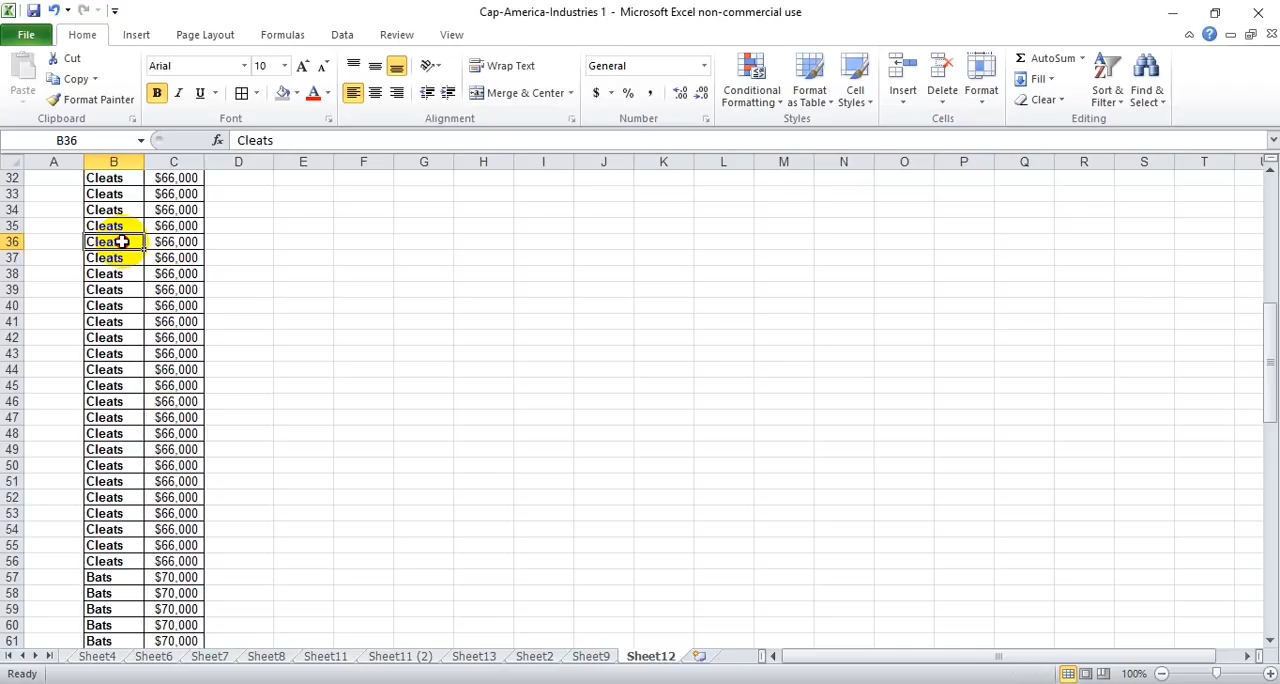 Cap-America-Industries 1 - Microsoft Excel non-commercial use
File Home Insert Page Layout Formulas Data Review View
Paste
Cut
Copy
Format Painter
Clipboard
Arial 10
B I U A
Font
Wrap Text
Merge & Center
Alignment
General
$ % ,
Number
Conditional Formatting
Format as Table
Cell Styles
Styles
Insert
Delete
Format
Cells
Σ AutoSum
Fill
Clear
Sort & Filter
Find & Select
Editing
B36 fx Cleats
A B C D E F G H I J K L M N O P Q R S T
32 Cleats $66,000
33 Cleats $66,000
34 Cleats $66,000
35 Cleats $66,000
36 Cleats $66,000
37 Cleats $66,000
38 Cleats $66,000
39 Cleats $66,000
40 Cleats $66,000
41 Cleats $66,000
42 Cleats $66,000
43 Cleats $66,000
44 Cleats $66,000
45 Cleats $66,000
46 Cleats $66,000
47 Cleats $66,000
48 Cleats $66,000
49 Cleats $66,000
50 Cleats $66,000
51 Cleats $66,000
52 Cleats $66,000
53 Cleats $66,000
54 Cleats $66,000
55 Cleats $66,000
56 Cleats $66,000
57 Bats $70,000
58 Bats $70,000
59 Bats $70,000
60 Bats $70,000
61 Bats $70,000
Sheet4 Sheet6 Sheet7 Sheet8 Sheet11 Sheet11 (2) Sheet13 Sheet2 Sheet9 Sheet12
Ready 100%